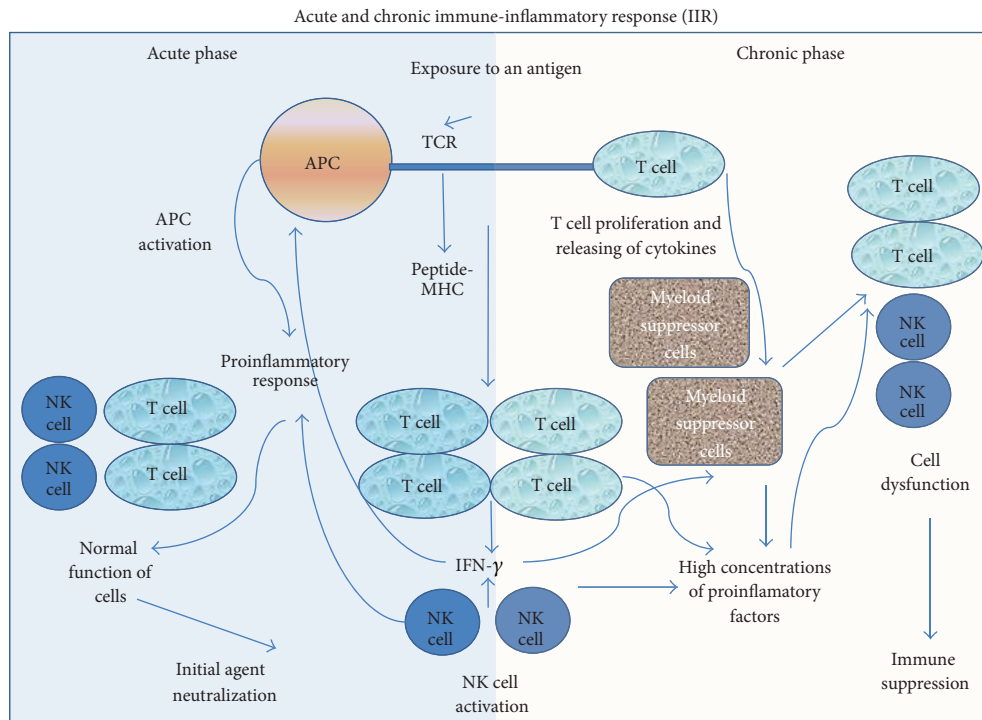 Acute and chronic immune-inflammatory response (IIR)
Acute phase
Exposure to an antigen
Chronic phase
TCR
APC
T cell
T cell
T cell
APC
activation
T cell proliferation and
releasing of cytokines
Peptide-
MHC
Myeloid
suppressor
cells
NK
cell
NK
cell
Proinflammatory
response
NK
cell
NK
cell
T cell
T cell
T cell
T cell
T cell
T cell
Myeloid
suppressor
cells
Cell
dysfunction
Normal
function of
cells
IFN-γ
High concentrations
of proinflamatory
factors
NK
cell
NK
cell
Initial agent
neutralization
NK cell
activation
Immune
suppression